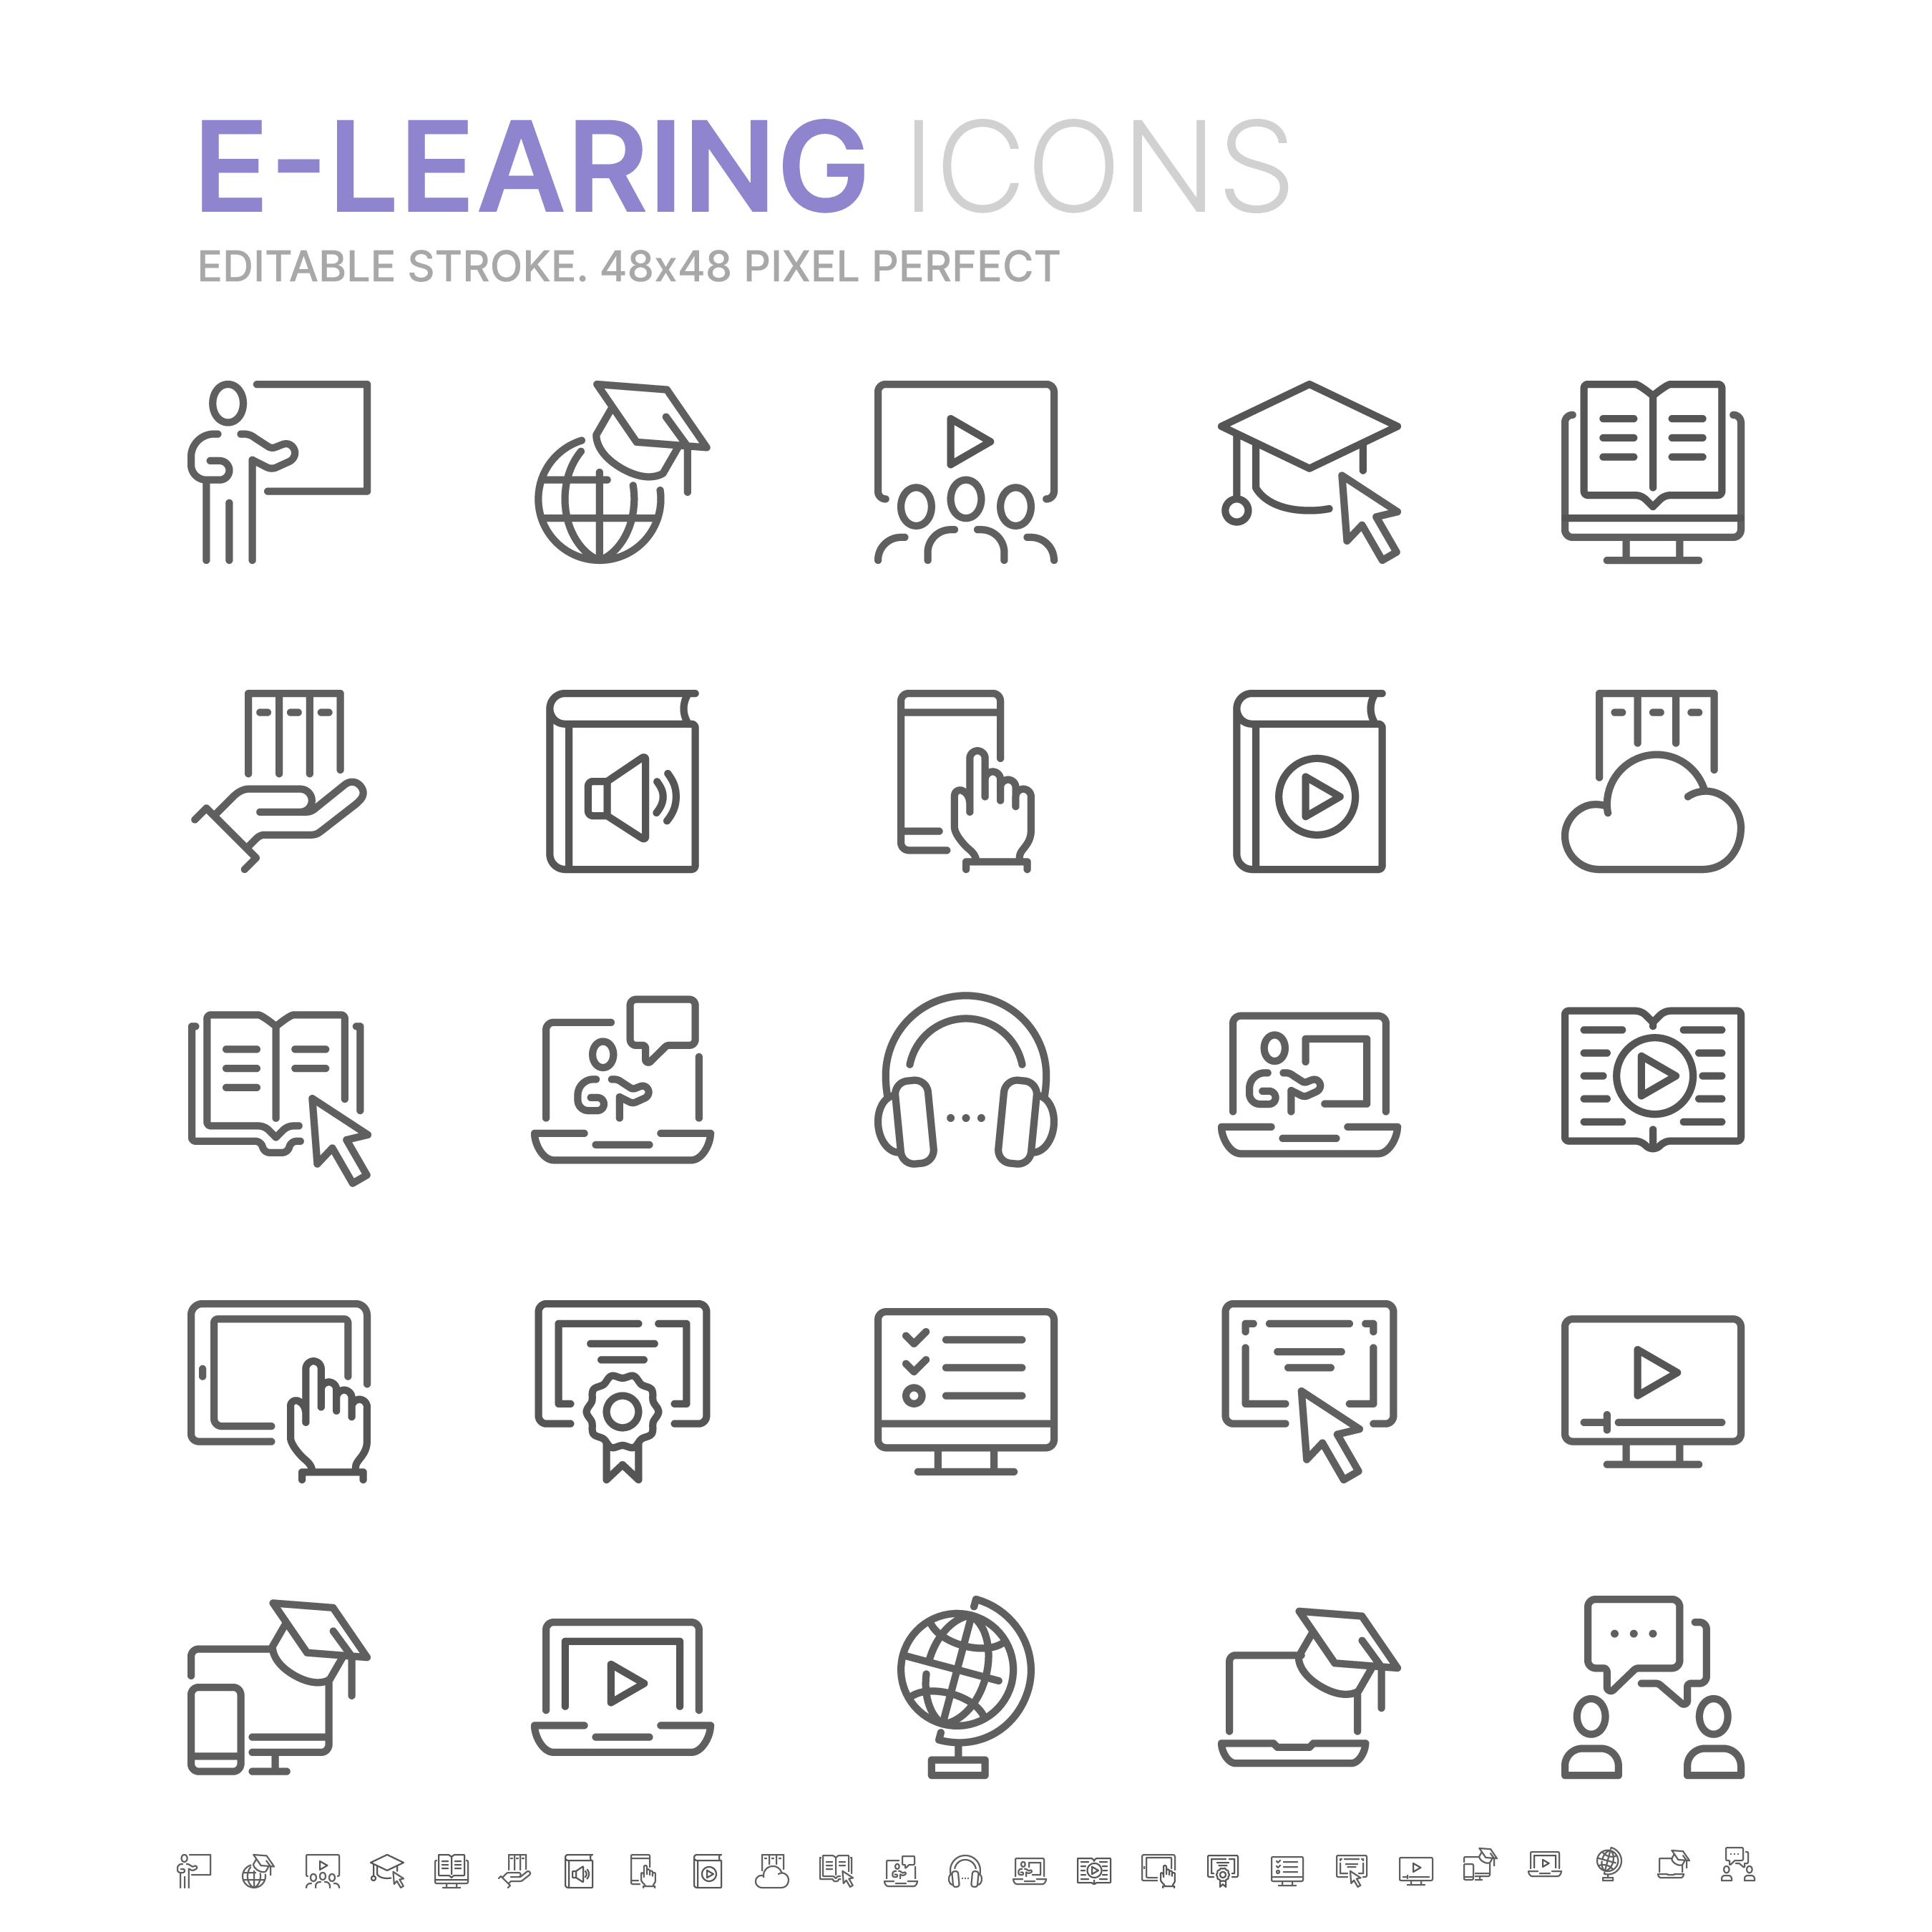 E-LEARING ICONS
EDITABLE STROKE. 48x48 PIXEL PERFECT